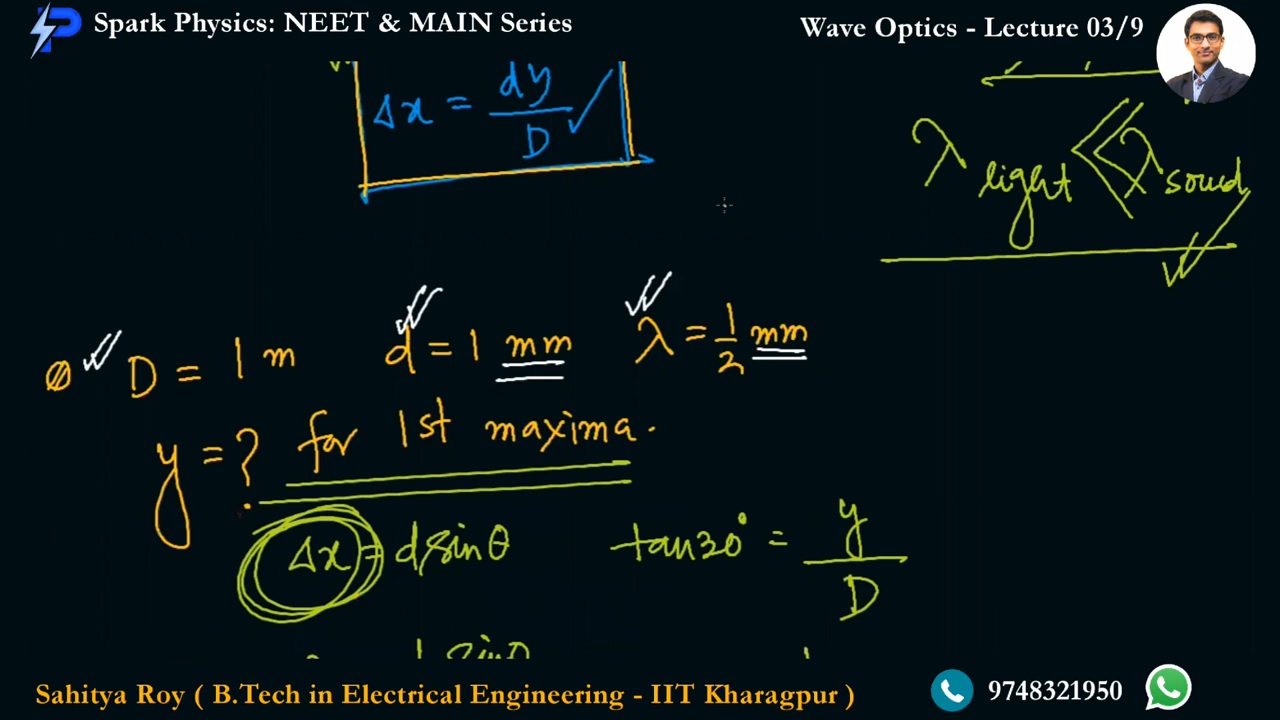 Spark Physics: NEET & MAIN Series
Wave Optics - Lecture 03/9
Δx = dy/D
λ light << λ sound
D = 1 m d = 1 mm λ = 1/2 mm
y = ? for 1st maxima.
Δx = d sinθ tan30° = y/D
Sahitya Roy ( B.Tech in Electrical Engineering - IIT Kharagpur )
9748321950